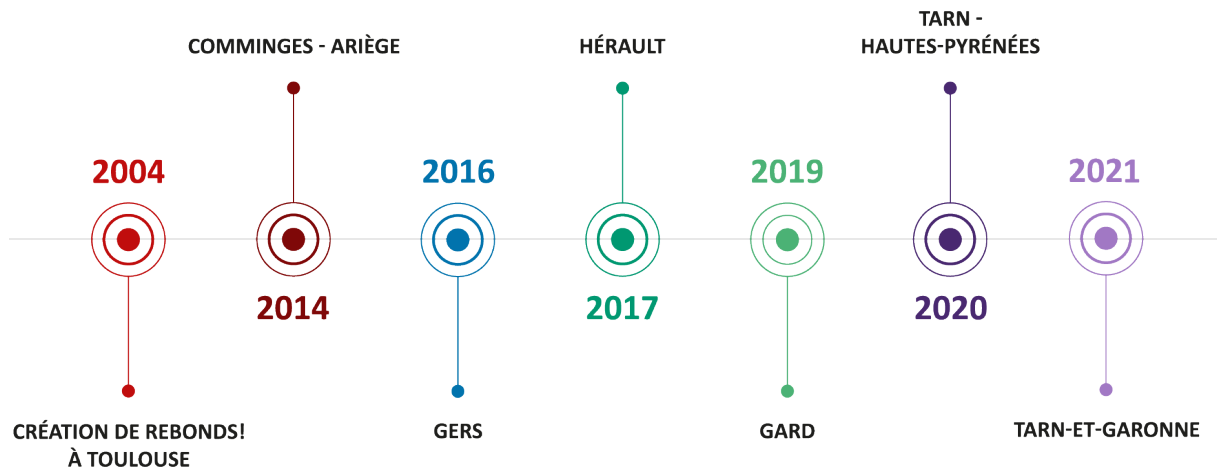 2004
CRÉATION DE REBONDS!
À TOULOUSE
COMMINGES - ARIÈGE
2014
2016
GERS
HÉRAULT
2017
2019
GARD
TARN -
HAUTES-PYRÉNÉES
2020
2021
TARN-ET-GARONNE